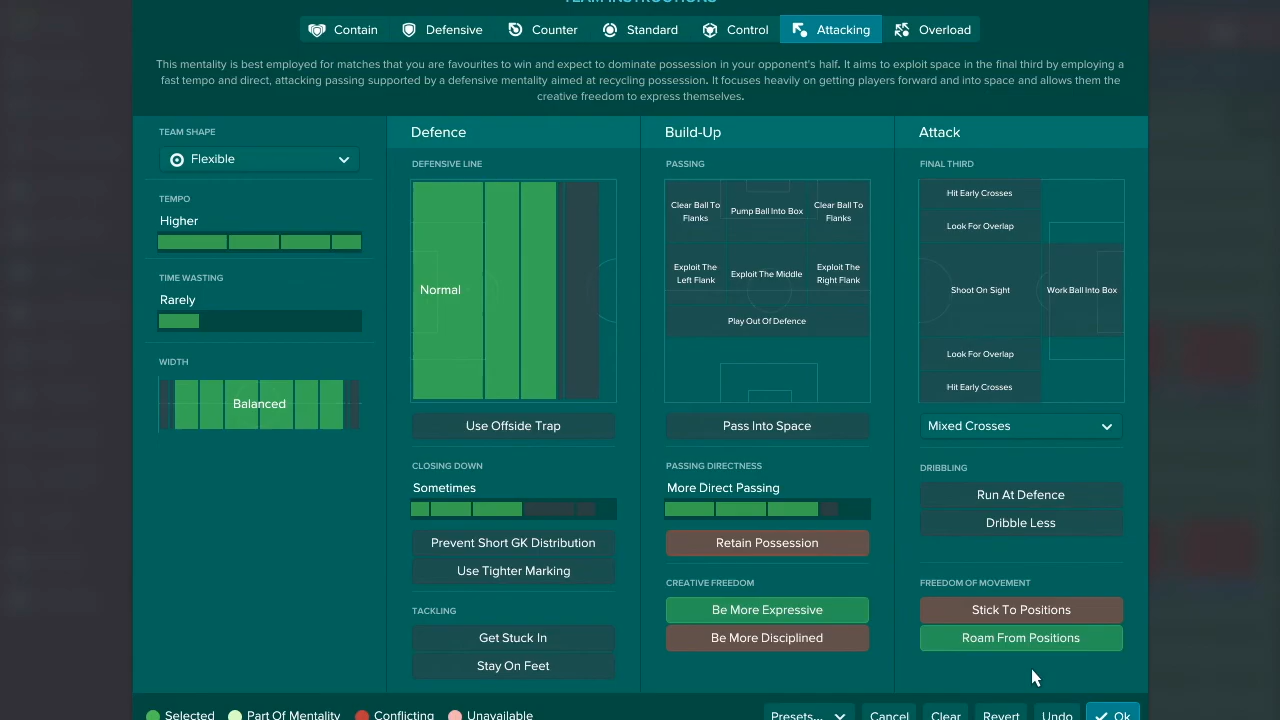 TEAM INSTRUCTIONS
Contain
Defensive
Counter
Standard
Control
Attacking
Overload
This mentality is best employed for matches that you are favourites to win and expect to dominate possession in your opponent's half. It aims to exploit space in the final third by employing a
fast tempo and direct, attacking passing supported by a defensive mentality aimed at recycling possession. It focuses heavily on getting players forward and into space and allows them the
creative freedom to express themselves.
TEAM SHAPE
Flexible
TEMPO
Higher
TIME WASTING
Rarely
WIDTH
Balanced
Defence
DEFENSIVE LINE
Normal
Use Offside Trap
CLOSING DOWN
Sometimes
Prevent Short GK Distribution
Use Tighter Marking
TACKLING
Get Stuck In
Stay On Feet
Build-Up
PASSING
Clear Ball To
Flanks
Pump Ball Into Box
Clear Ball To
Flanks
Exploit The
Left Flank
Exploit The Middle
Exploit The
Right Flank
Play Out Of Defence
Pass Into Space
PASSING DIRECTNESS
More Direct Passing
Retain Possession
CREATIVE FREEDOM
Be More Expressive
Be More Disciplined
Attack
FINAL THIRD
Hit Early Crosses
Look For Overlap
Shoot On Sight
Work Ball Into Box
Look For Overlap
Hit Early Crosses
Mixed Crosses
DRIBBLING
Run At Defence
Dribble Less
FREEDOM OF MOVEMENT
Stick To Positions
Roam From Positions
Selected
Part Of Mentality
Conflicting
Unavailable
Presets...
Cancel
Clear
Revert
Undo
Ok